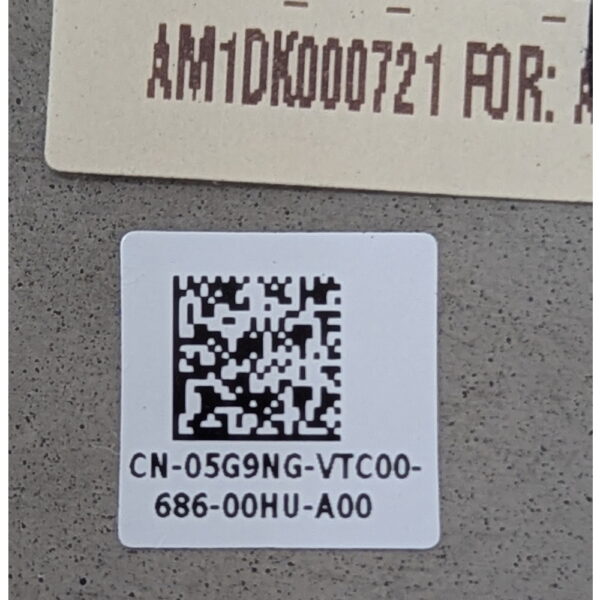 AM1DK000721 FOR:
CN-05G9NG-VTC00-
686-00HU-A00